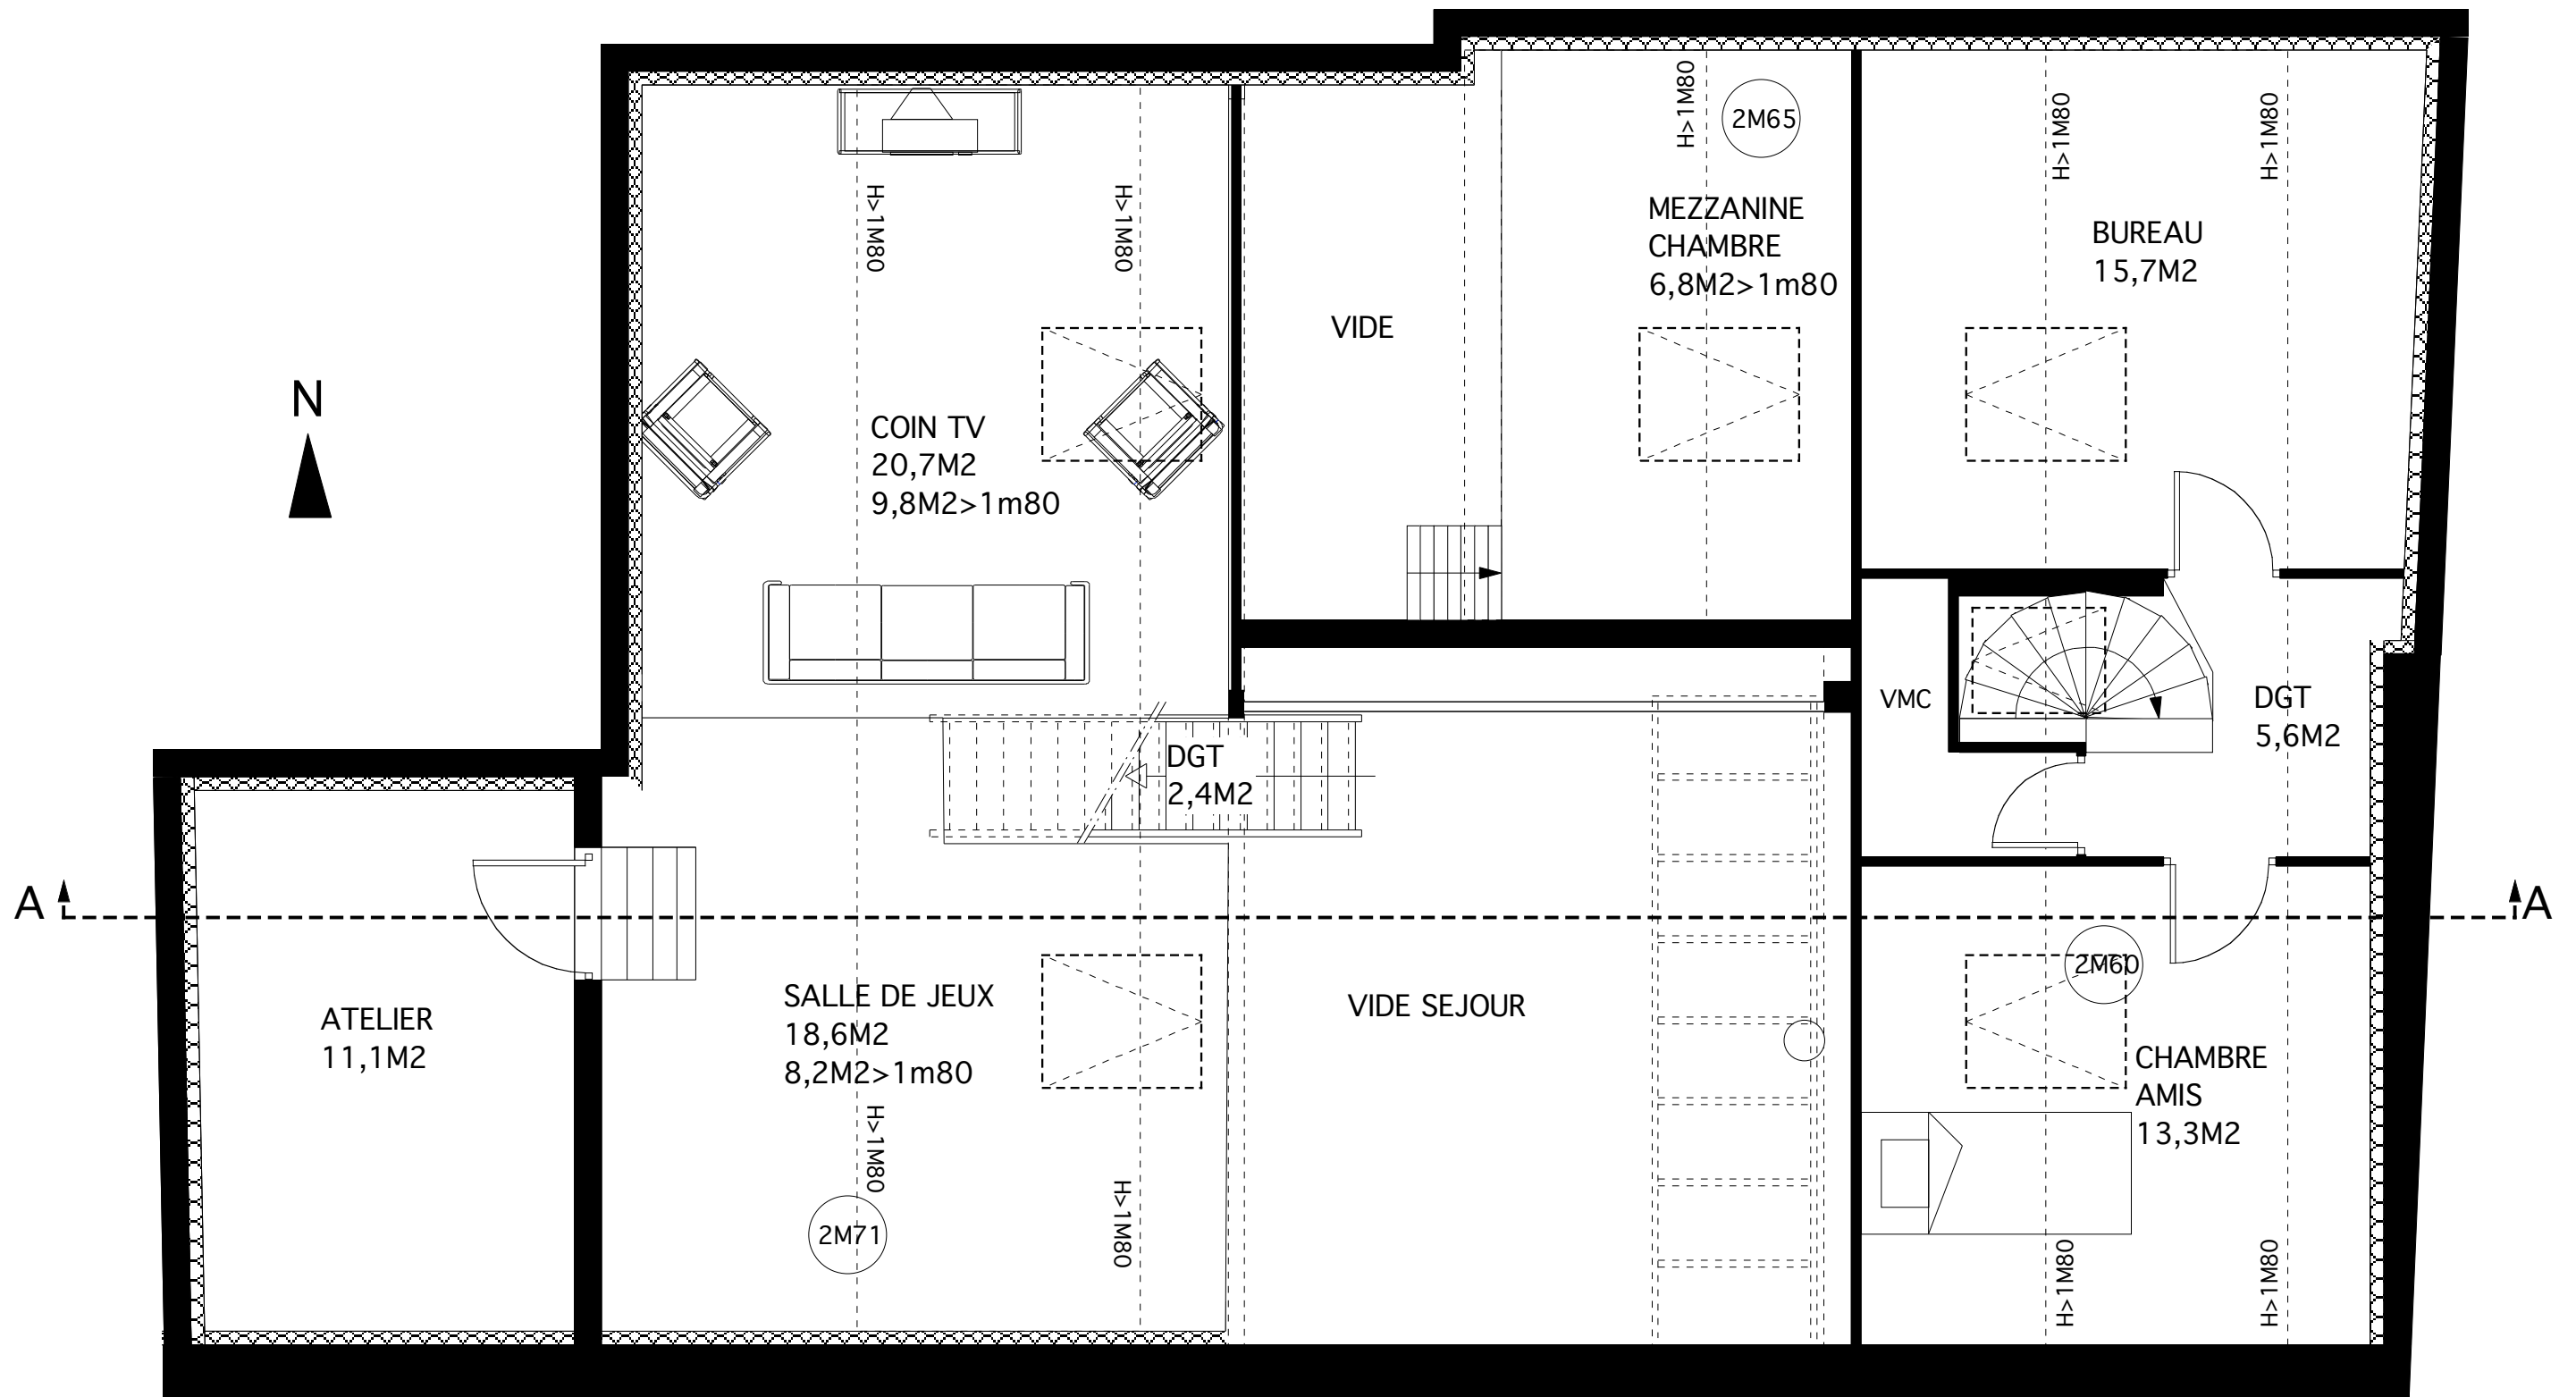 H>1M80
2M65
H>1M80
H>1M80
H>1M80
H>1M80
MEZZANINE
CHAMBRE
6,8M2>1m80
BUREAU
15,7M2
VIDE
N
COIN TV
20,7M2
9,8M2>1m80
VMC
DGT
5,6M2
DGT
2,4M2
A
A
2M60
SALLE DE JEUX
18,6M2
8,2M2>1m80
VIDE SEJOUR
ATELIER
11,1M2
CHAMBRE
AMIS
13,3M2
H>1M80
H>1M80
2M71
H>1M80
H>1M80